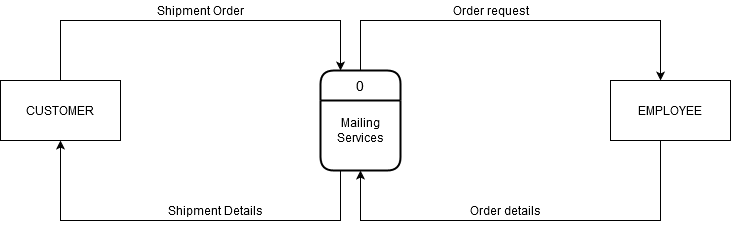 Shipment Order
Order request
0
CUSTOMER
Mailing
Services
EMPLOYEE
Shipment Details
Order details